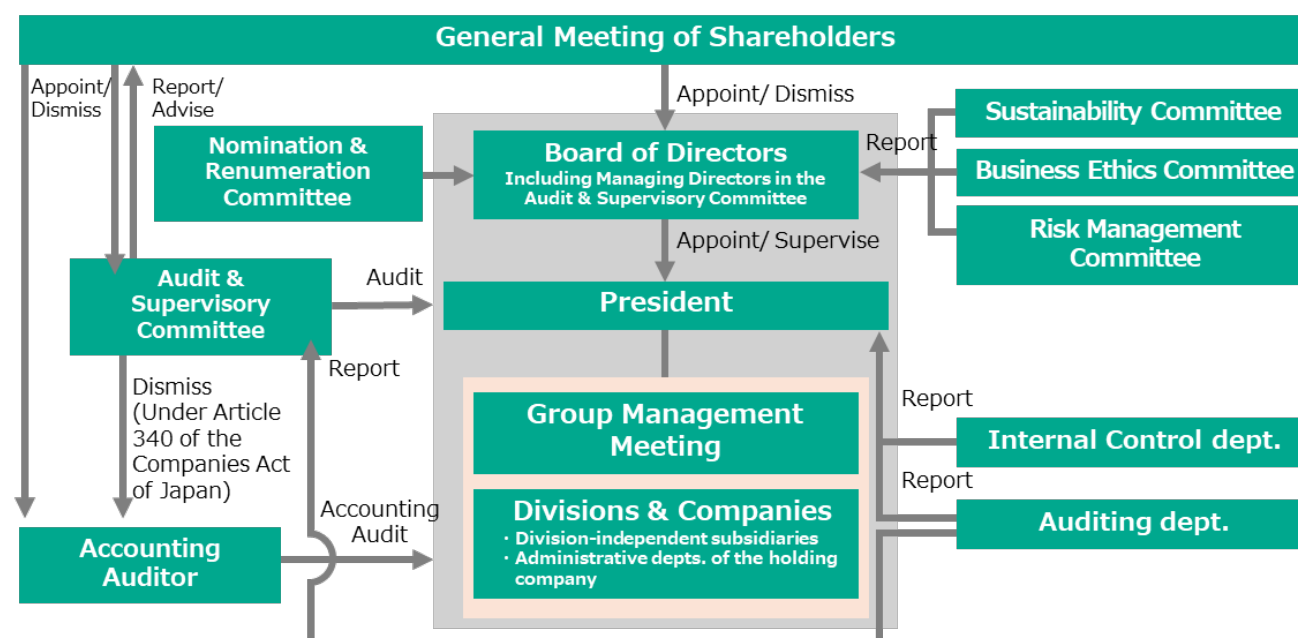 General Meeting of Shareholders
Appoint/
Dismiss
Report/
Advise
Appoint/ Dismiss
Nomination &
Renumeration
Committee
Board of Directors
Including Managing Directors in the
Audit & Supervisory Committee
Report
Sustainability Committee
Business Ethics Committee
Risk Management
Committee
Appoint/ Supervise
Audit &
Supervisory
Committee
Audit
President
Report
Dismiss
(Under Article
340 of the
Companies Act
of Japan)
Group Management
Meeting
Report
Internal Control dept.
Report
Auditing dept.
Divisions & Companies
・Division-independent subsidiaries
・Administrative depts. of the holding
company
Accounting
Audit
Accounting
Auditor